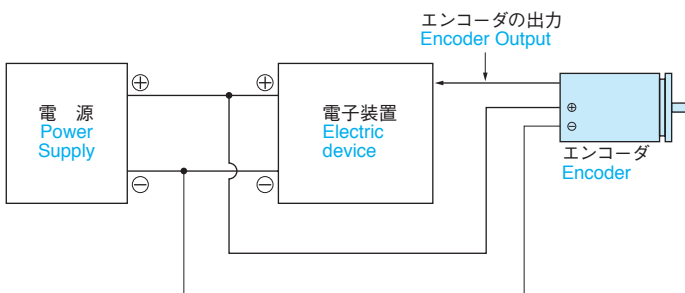 エンコーダの出力
Encoder Output
⊕
⊖
電　源
Power
Supply
⊕
⊖
電子装置
Electric
device
⊕
⊖
エンコーダ
Encoder